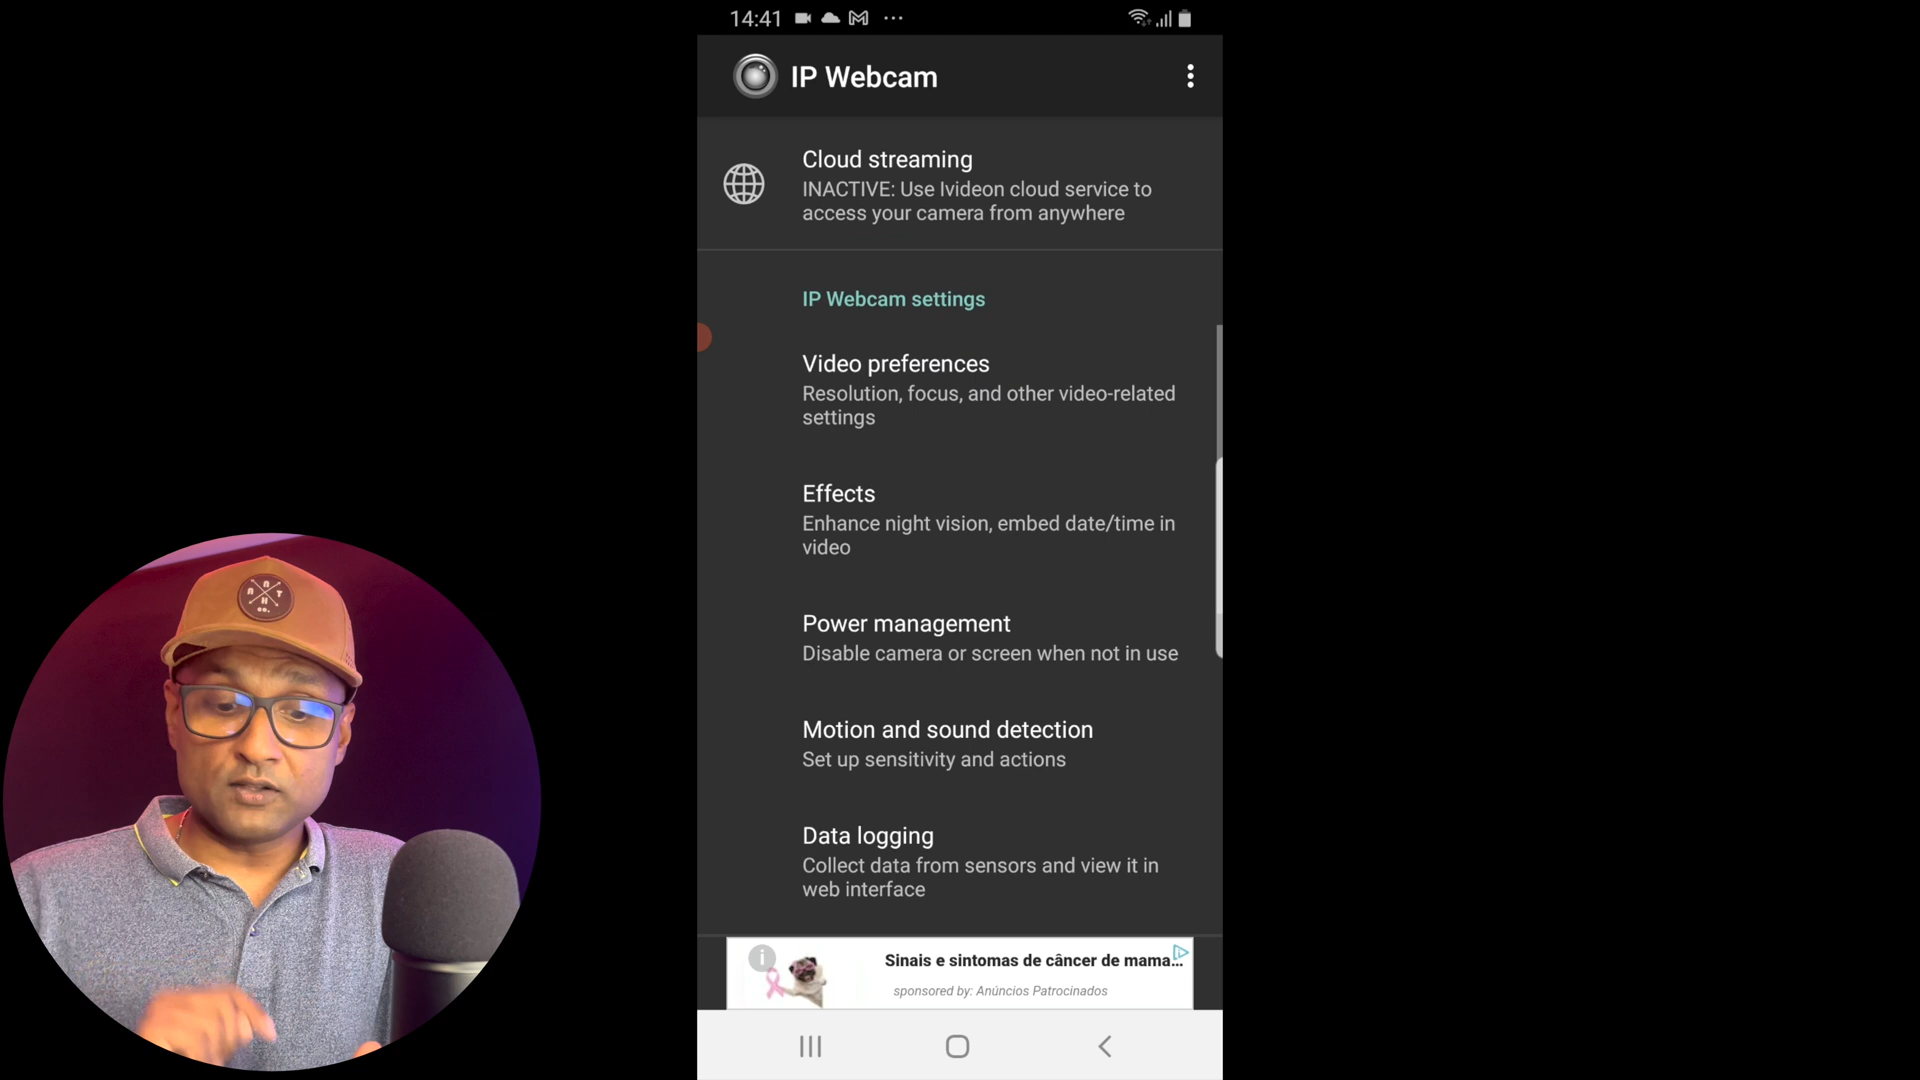 14:41
IP Webcam
Cloud streaming
INACTIVE: Use Ivideon cloud service to
access your camera from anywhere
IP Webcam settings
Video preferences
Resolution, focus, and other video-related
settings
Effects
Enhance night vision, embed date/time in
video
Power management
Disable camera or screen when not in use
Motion and sound detection
Set up sensitivity and actions
Data logging
Collect data from sensors and view it in
web interface
Sinais e sintomas de câncer de mama...
sponsored by: Anúncios Patrocinados
N
A T
H
co.